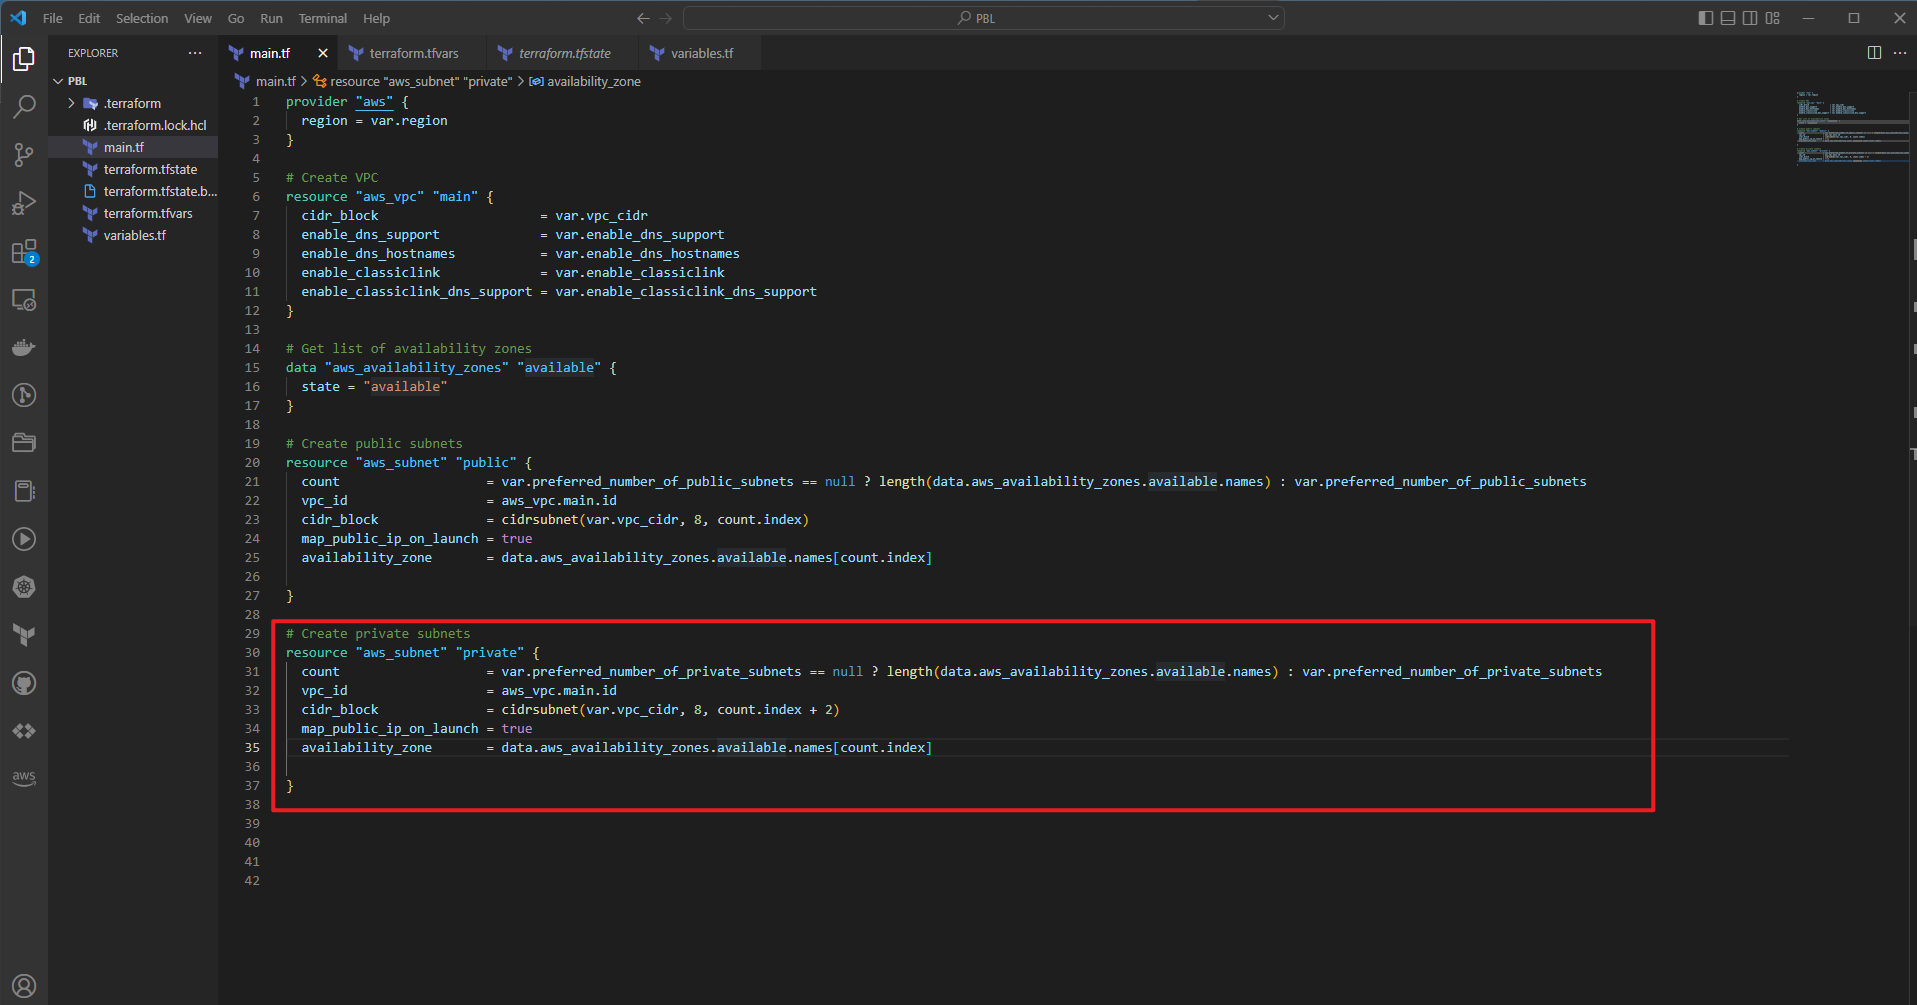 File Edit Selection View Go Run Terminal Help
PBL
EXPLORER
main.tf
terraform.tfvars
terraform.tfstate
variables.tf
PBL
.terraform
.terraform.lock.hcl
main.tf
terraform.tfstate
terraform.tfstate.b...
terraform.tfvars
variables.tf
2
aws
main.tf > resource "aws_subnet" "private" > availability_zone
1 provider "aws" {
2 region = var.region
3 }
4
5 # Create VPC
6 resource "aws_vpc" "main" {
7 cidr_block = var.vpc_cidr
8 enable_dns_support = var.enable_dns_support
9 enable_dns_hostnames = var.enable_dns_hostnames
10 enable_classiclink = var.enable_classiclink
11 enable_classiclink_dns_support = var.enable_classiclink_dns_support
12 }
13
14 # Get list of availability zones
15 data "aws_availability_zones" "available" {
16 state = "available"
17 }
18
19 # Create public subnets
20 resource "aws_subnet" "public" {
21 count = var.preferred_number_of_public_subnets == null ? length(data.aws_availability_zones.available.names) : var.preferred_number_of_public_subnets
22 vpc_id = aws_vpc.main.id
23 cidr_block = cidrsubnet(var.vpc_cidr, 8, count.index)
24 map_public_ip_on_launch = true
25 availability_zone = data.aws_availability_zones.available.names[count.index]
26
27 }
28
29 # Create private subnets
30 resource "aws_subnet" "private" {
31 count = var.preferred_number_of_private_subnets == null ? length(data.aws_availability_zones.available.names) : var.preferred_number_of_private_subnets
32 vpc_id = aws_vpc.main.id
33 cidr_block = cidrsubnet(var.vpc_cidr, 8, count.index + 2)
34 map_public_ip_on_launch = true
35 availability_zone = data.aws_availability_zones.available.names[count.index]
36
37 }
38
39
40
41
42